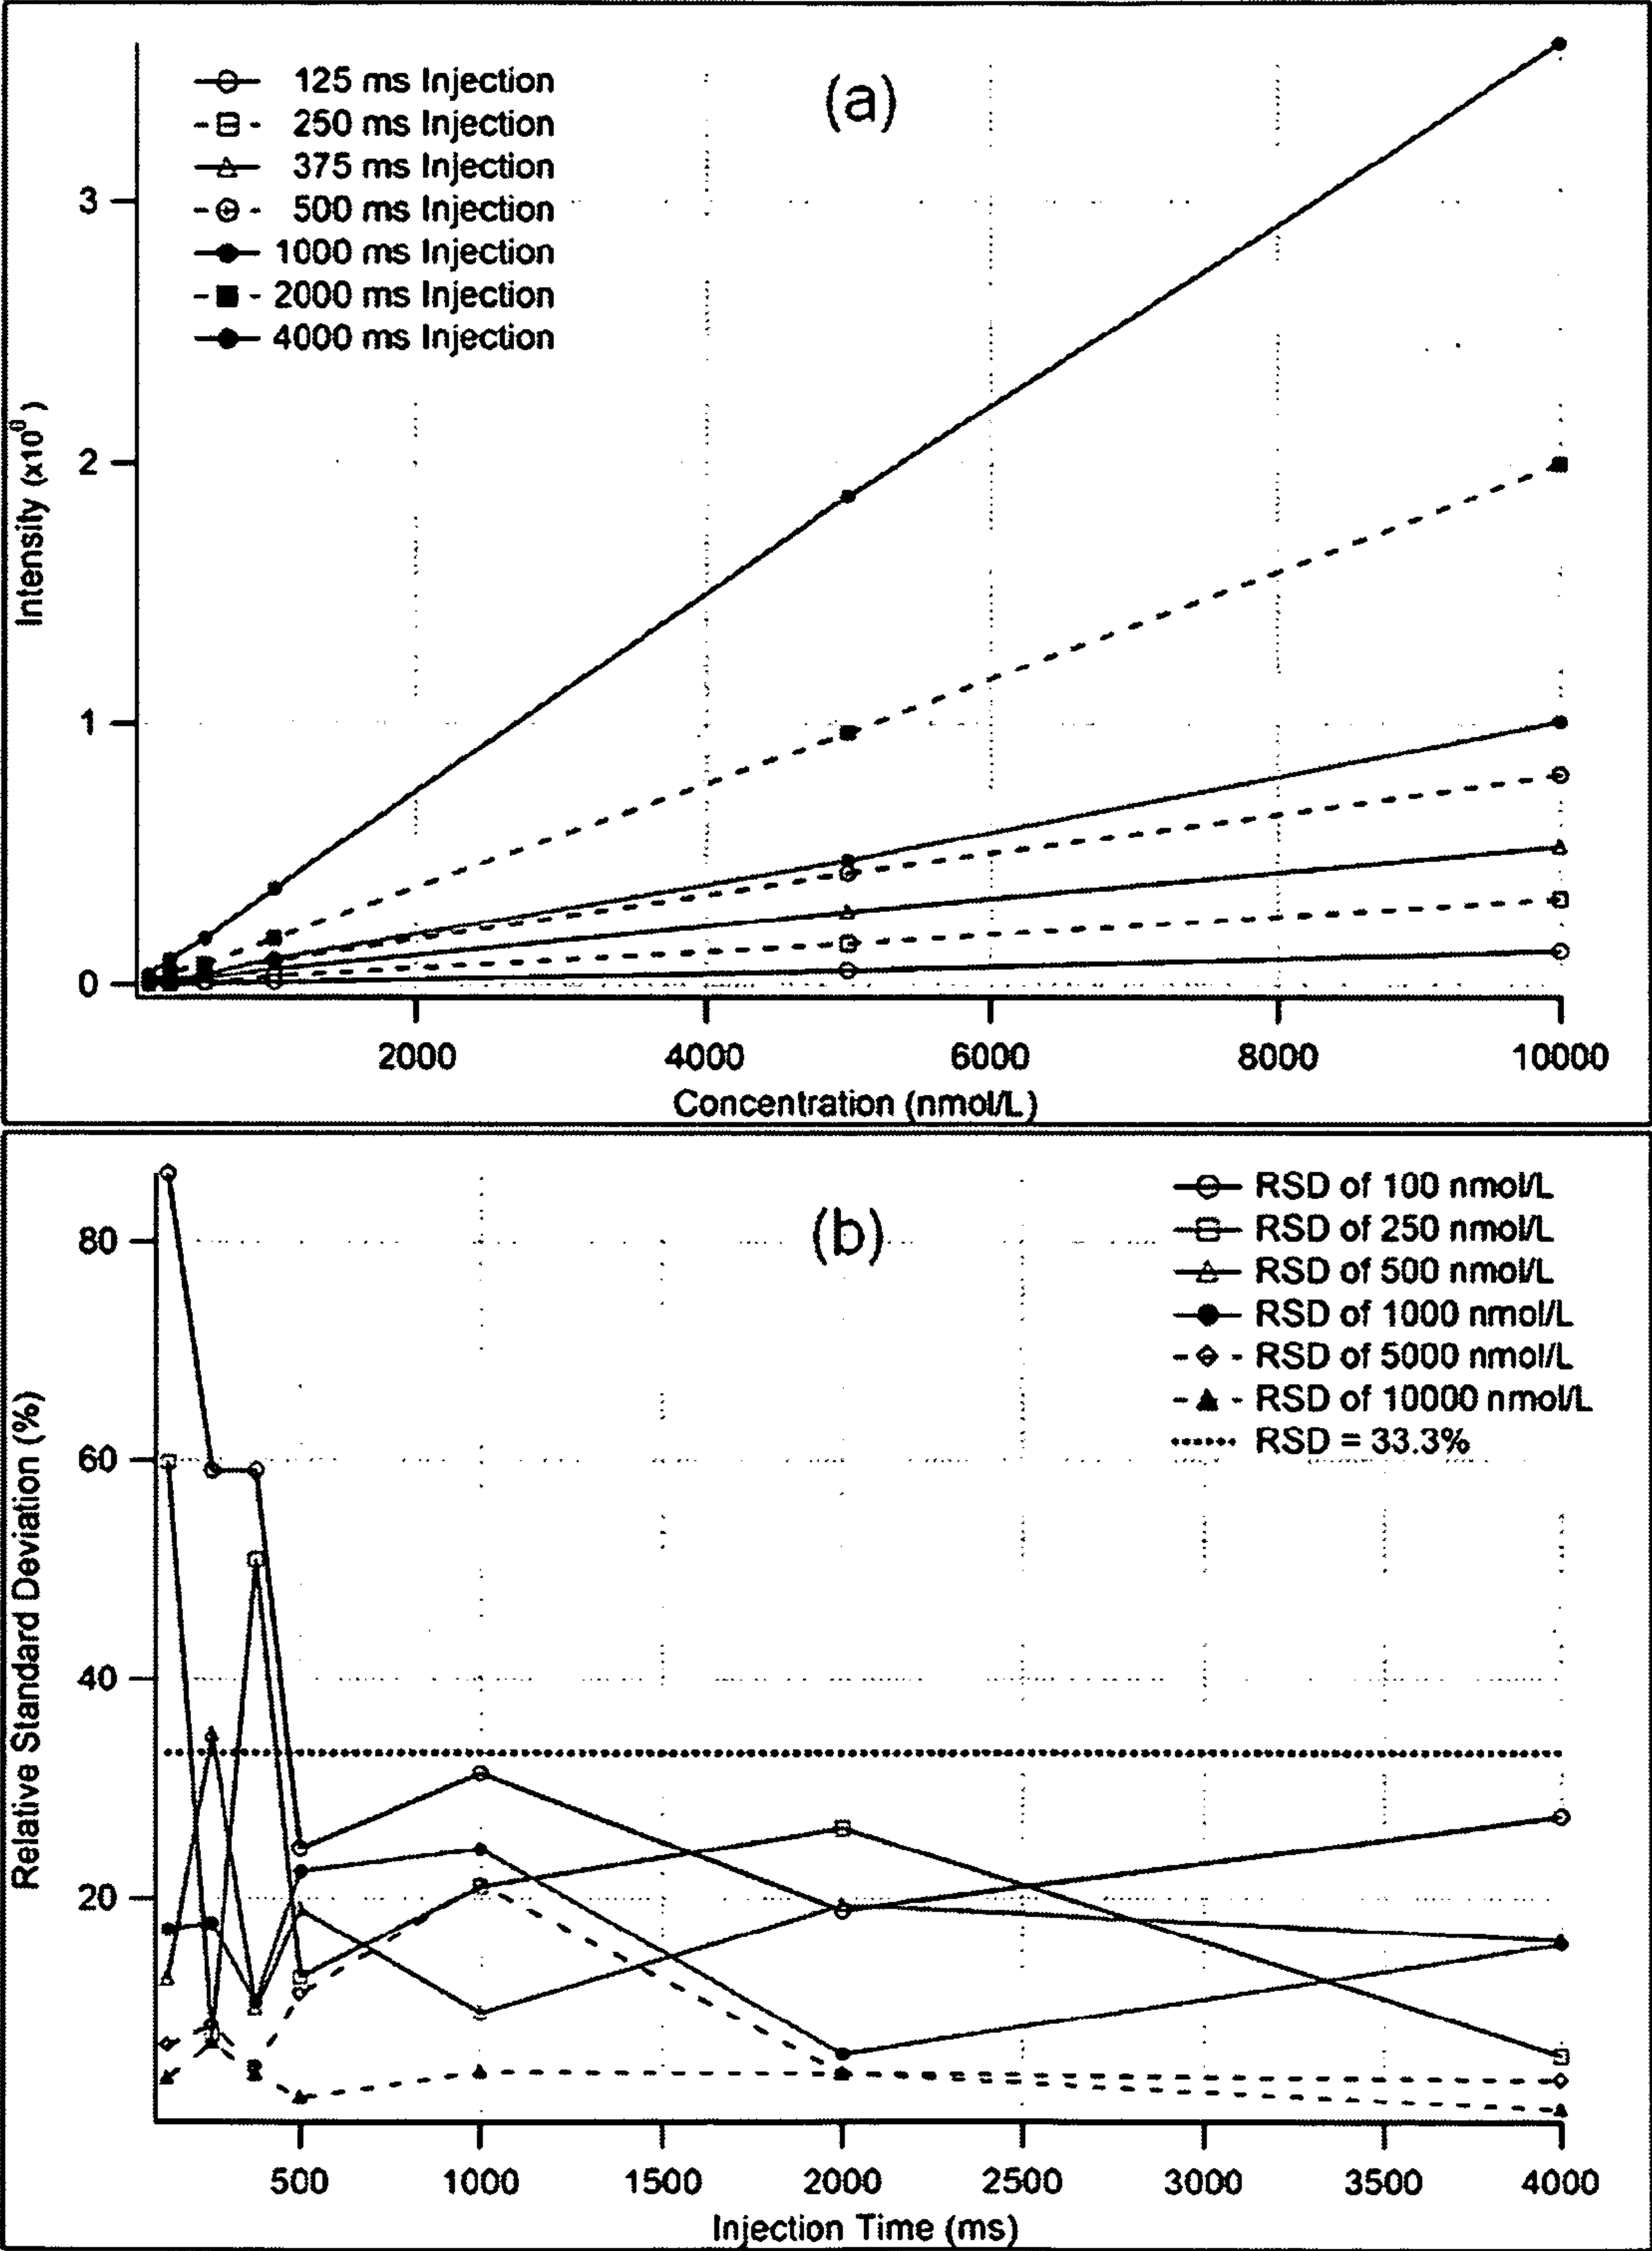 (a)
125 ms Injection
250 ms Injection
375 ms Injection
500 ms Injection
1000 ms Injection
2000 ms Injection
4000 ms Injection
3
2
1
0
Intensity
2000 4000 6000 8000 10000
Concentration (nmol/L)
(b)
RSD of 100 nmol/L
RSD of 250 nmol/L
RSD of 500 nmol/L
RSD of 1000 nmol/L
RSD of 5000 nmol/L
RSD of 10000 nmol/L
RSD = 33.3%
80
60
40
20
Relative Standard Deviation (%)
500 1000 1500 2000 2500 3000 3500 4000
Injection Time (ms)